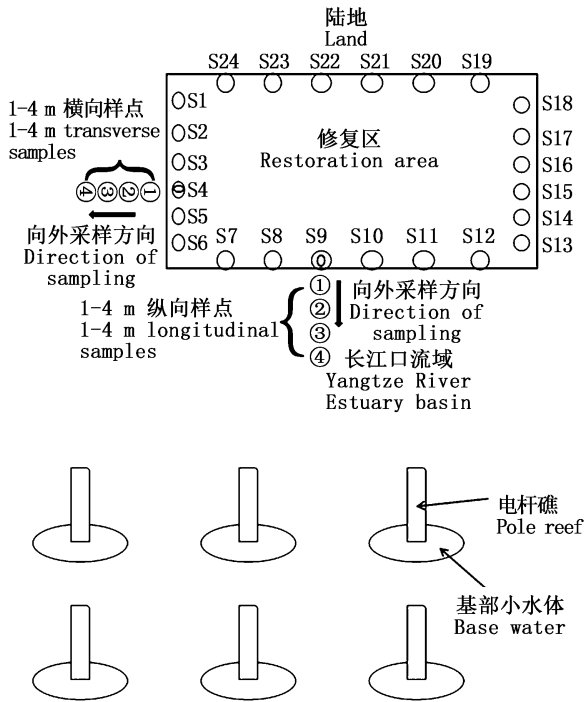 陆地
Land
S24 S23 S22 S21 S20 S19
1-4 m 横向样点
1-4 m transverse
samples
④ ③ ② ①
S1
S2
S3
S4
S5
S6
修复区
Restoration area
S18
S17
S16
S15
S14
S13
S7 S8 S9 S10 S11 S12
0
向外采样方向
Direction of
sampling
1-4 m 纵向样点
1-4 m longitudinal
samples
①
②
③
④
向外采样方向
Direction of
sampling
长江口流域
Yangtze River
Estuary basin
电杆礁
Pole reef
基部小水体
Base water